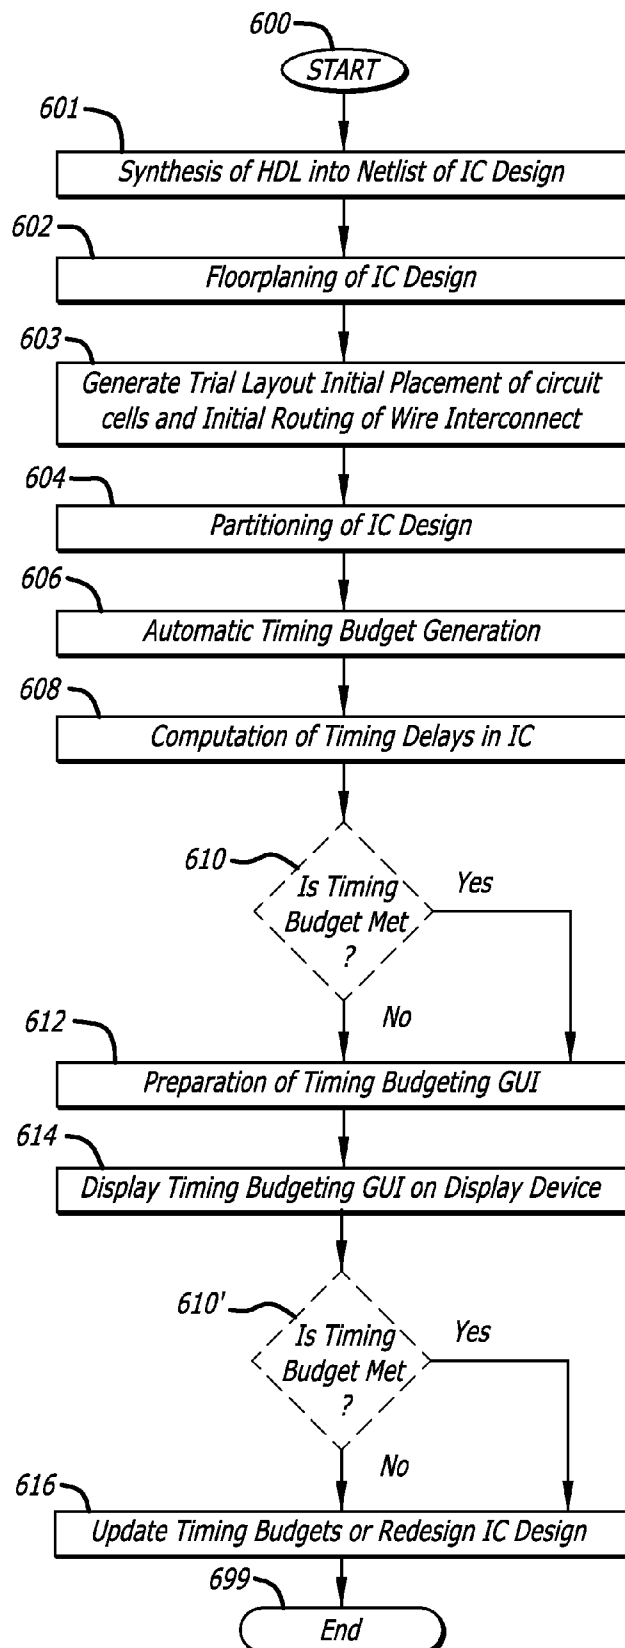 600
START
601
Synthesis of HDL into Netlist of IC Design
602
Floorplaning of IC Design
603
Generate Trial Layout Initial Placement of circuit
cells and Initial Routing of Wire Interconnect
604
Partitioning of IC Design
606
Automatic Timing Budget Generation
608
Computation of Timing Delays in IC
610
Is Timing
Budget Met
?
Yes
No
612
Preparation of Timing Budgeting GUI
614
Display Timing Budgeting GUI on Display Device
610'
Is Timing
Budget Met
?
Yes
No
616
Update Timing Budgets or Redesign IC Design
699
End